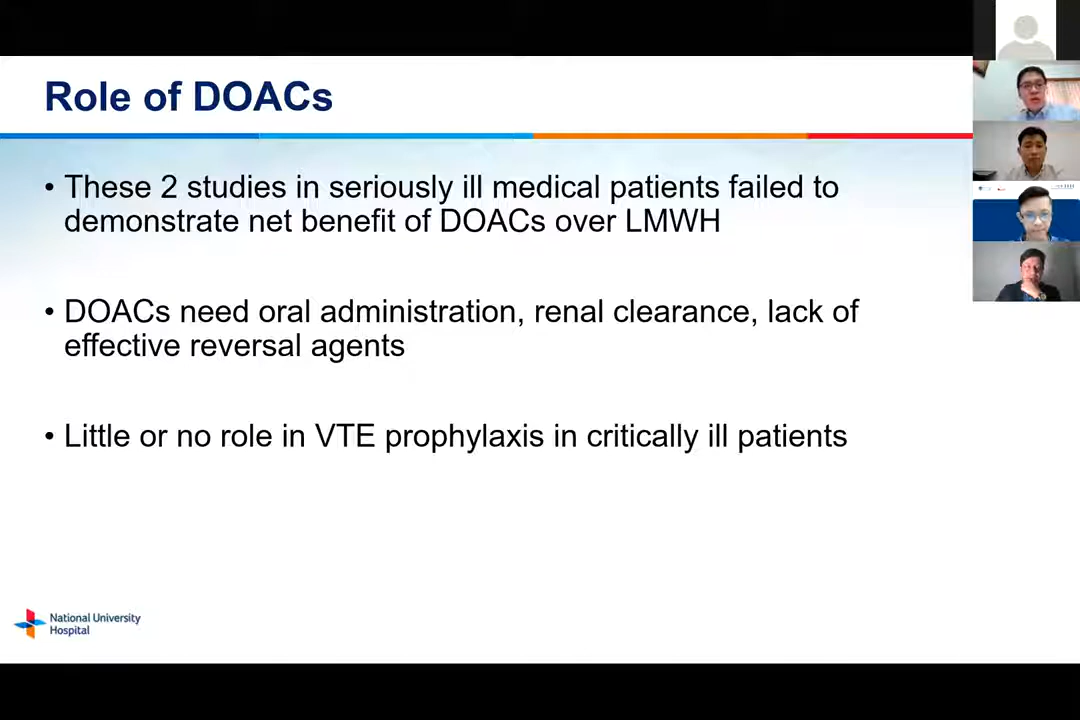 Role of DOACs
• These 2 studies in seriously ill medical patients failed to
demonstrate net benefit of DOACs over LMWH
• DOACs need oral administration, renal clearance, lack of
effective reversal agents
• Little or no role in VTE prophylaxis in critically ill patients
National University
Hospital